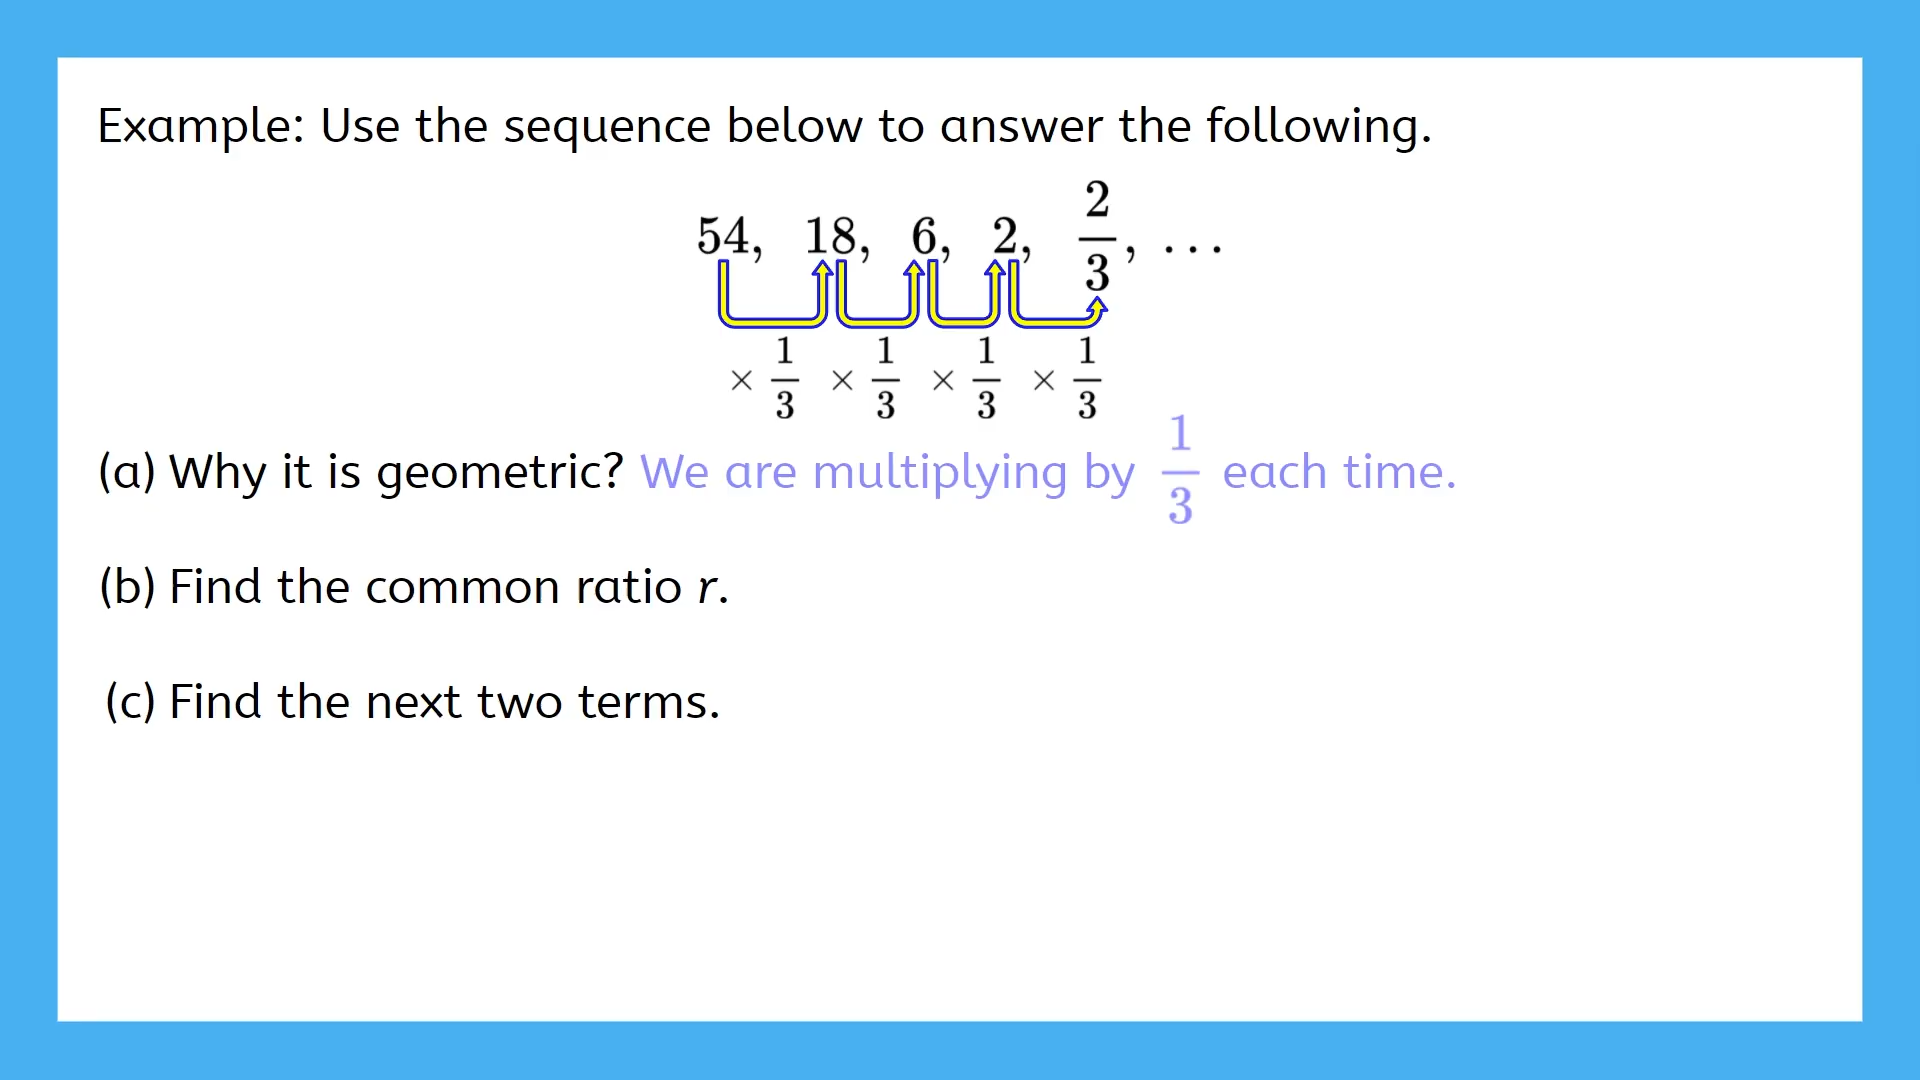 Example: Use the sequence below to answer the following.
54, 18, 6, 2, 2/3, ...
× 1/3 × 1/3 × 1/3 × 1/3
(a) Why it is geometric? We are multiplying by 1/3 each time.
(b) Find the common ratio r.
(c) Find the next two terms.